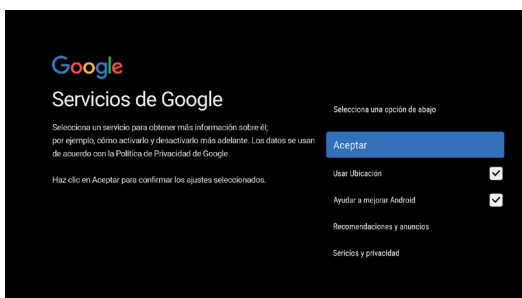 Google
Servicios de Google
Selecciona un servicio para obtener más información sobre él;
por ejemplo, cómo activarlo y desactivarlo más adelante. Los datos se usan
de acuerdo con la Política de Privacidad de Google.
Haz clic en Aceptar para confirmar los ajustes seleccionados.
Selecciona una opción de abajo
Aceptar
Usar Ubicación
Ayudar a mejorar Android
Recomendaciones y anuncios
Sericios y privacidad